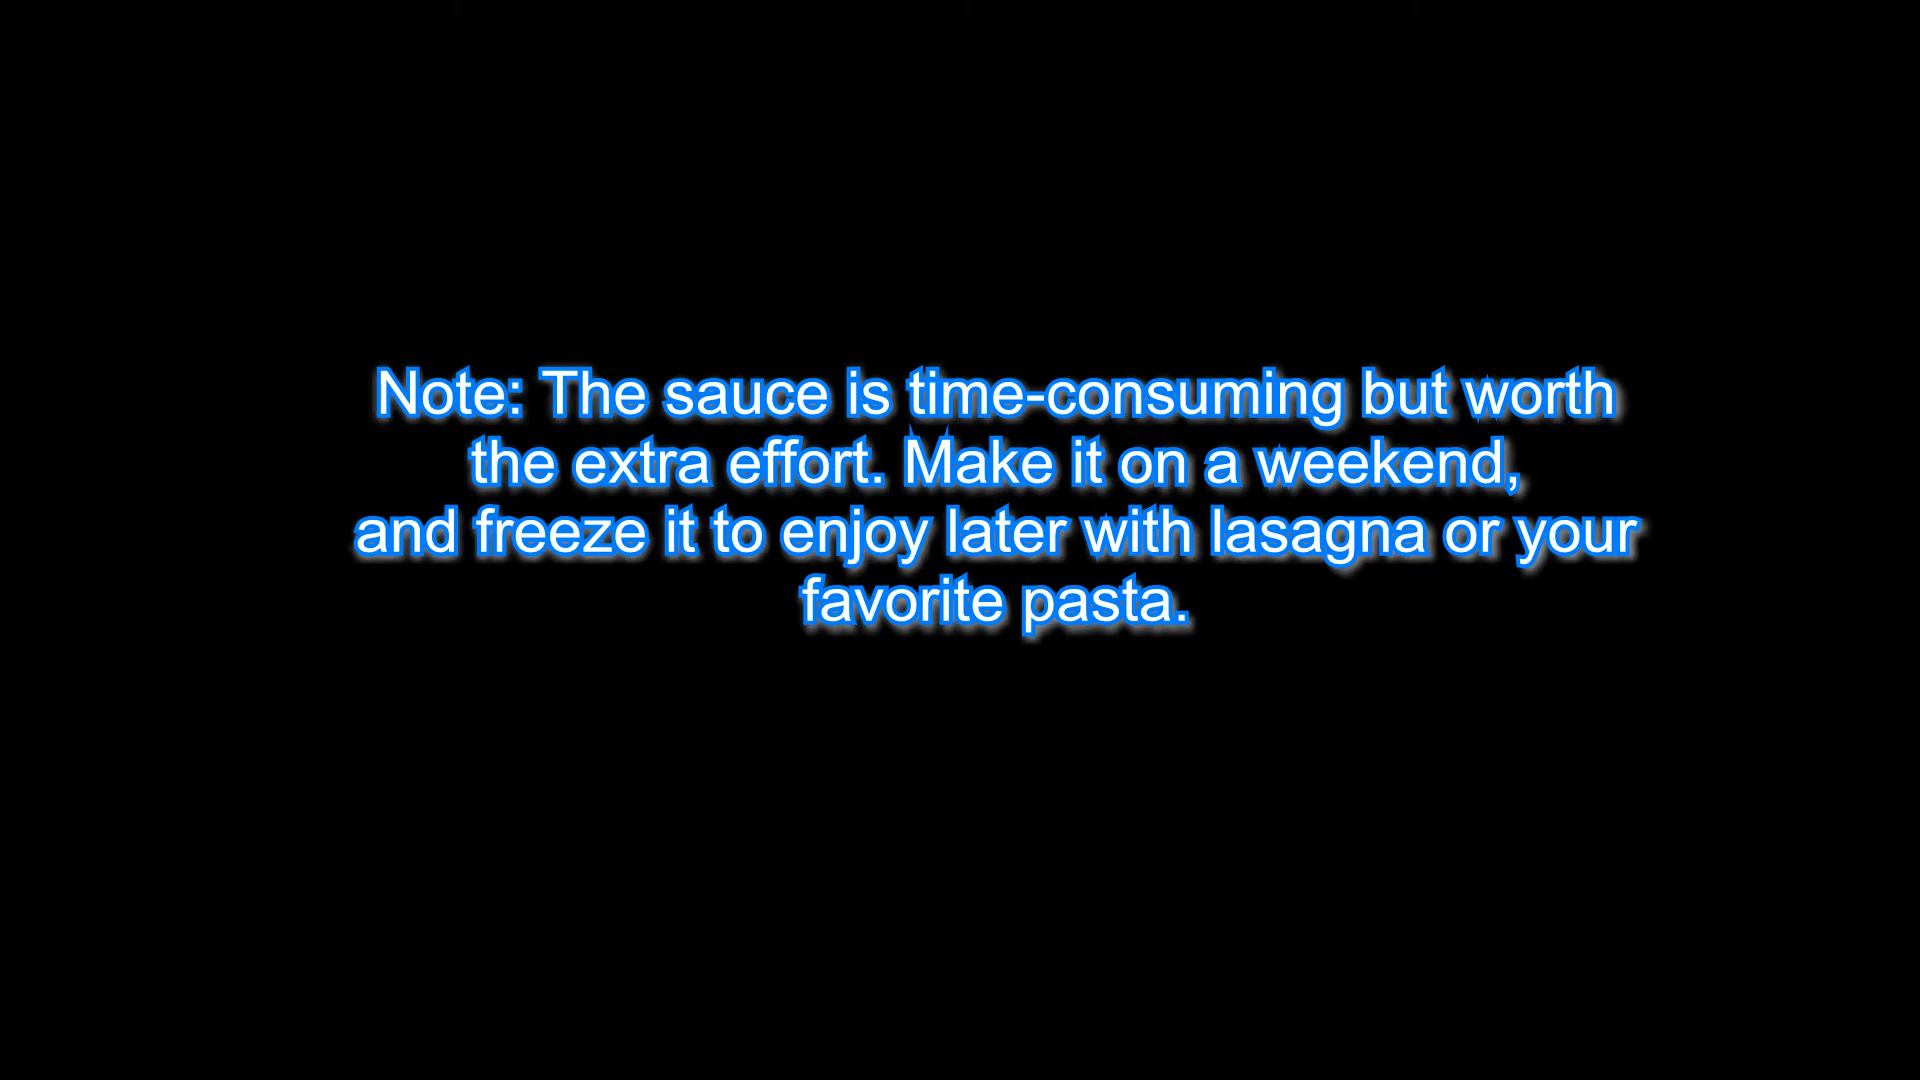 Note: The sauce is time-consuming but worth
the extra effort. Make it on a weekend,
and freeze it to enjoy later with lasagna or your
favorite pasta.